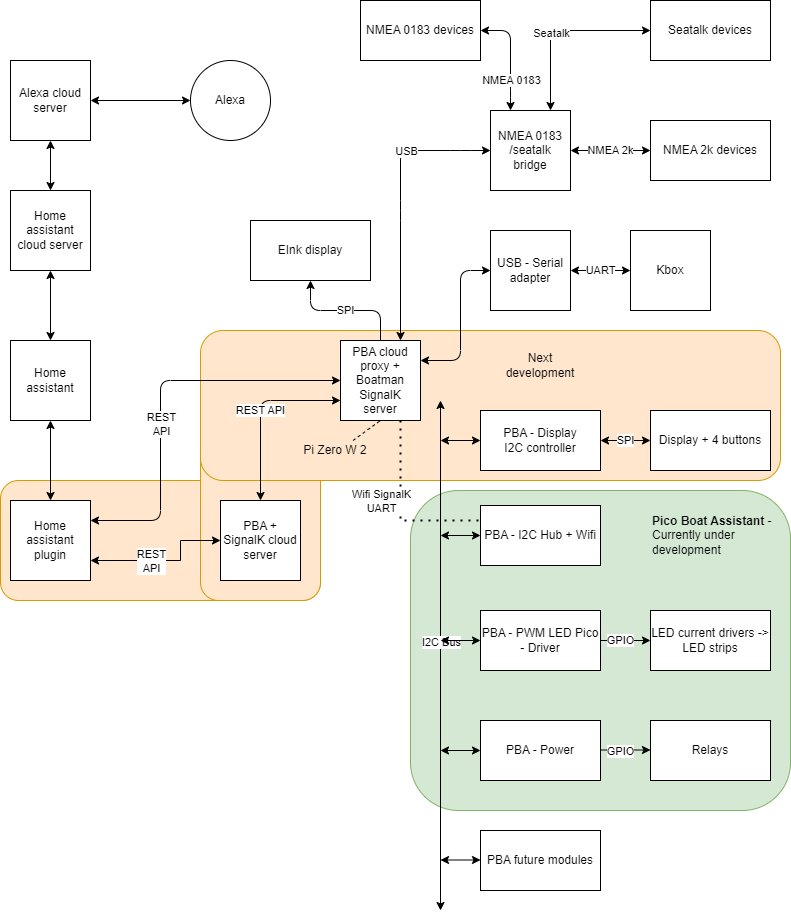 NMEA 0183 devices
Seatalk
Seatalk devices
Alexa cloud
server
Alexa
NMEA 0183
NMEA 0183
/seatalk
bridge
USB
NMEA 2k
NMEA 2k devices
Home
assistant
cloud server
EInk display
USB - Serial
adapter
UART
Kbox
SPI
Home
assistant
PBA cloud
proxy +
Boatman
SignalK
server
Next
development
REST
API
REST API
PBA - Display
I2C controller
SPI
Display + 4 buttons
Pi Zero W 2
Wifi SignalK
UART
Home
assistant
plugin
PBA +
SignalK cloud
server
REST
API
PBA - I2C Hub + Wifi
Pico Boat Assistant -
Currently under
development
I2C Bus
PBA - PWM LED Pico
- Driver
GPIO
LED current drivers ->
LED strips
PBA - Power
GPIO
Relays
PBA future modules